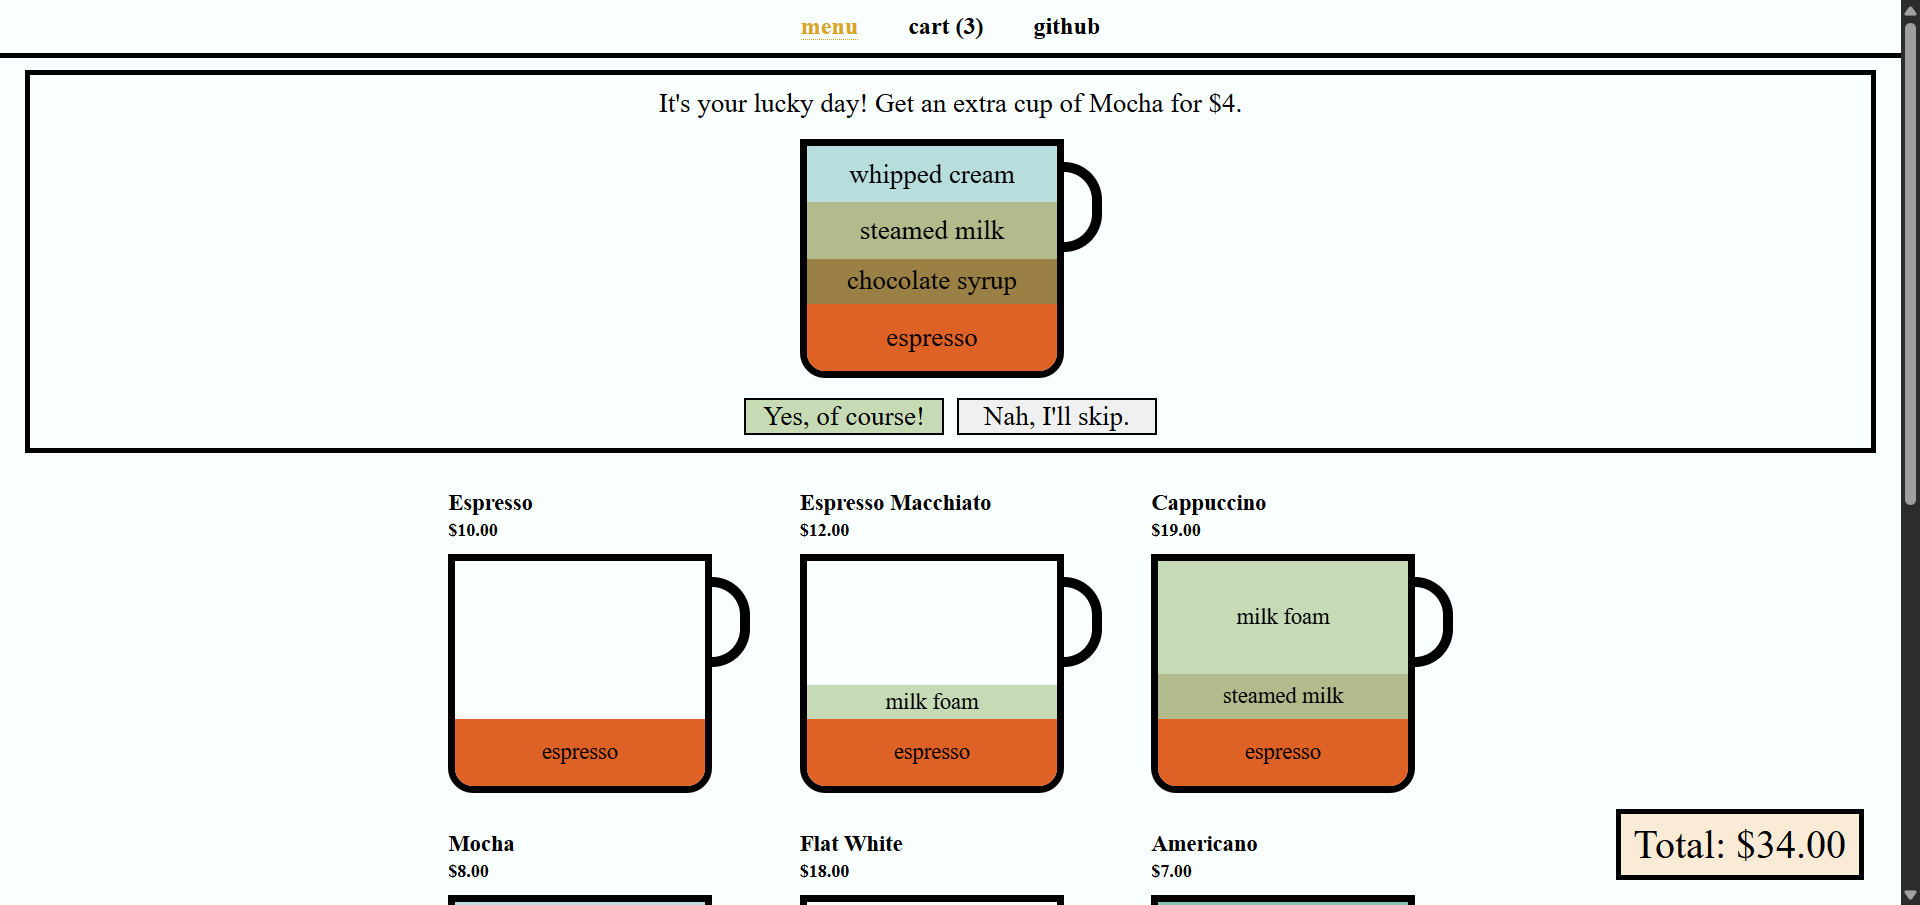 menu cart (3) github
It's your lucky day! Get an extra cup of Mocha for $4.
whipped cream
steamed milk
chocolate syrup
espresso
Yes, of course! Nah, I'll skip.
Espresso Espresso Macchiato Cappuccino
$10.00 $12.00 $19.00
milk foam
steamed milk
milk foam
espresso espresso espresso
Mocha Flat White Americano
$8.00 $18.00 $7.00
Total: $34.00